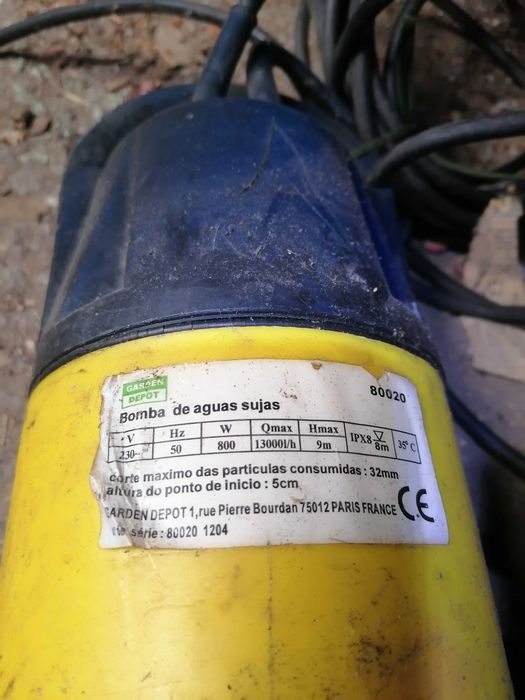 GARDEN
DEPOT
80020
Bomba de aguas sujas
V Hz W Qmax Hmax IPX8 8m 35°C
230~ 50 800 13000l/h 9m
corte maximo das particulas consumidas : 32mm
altura do ponto de inicio : 5cm
GARDEN DEPOT 1,rue Pierre Bourdan 75012 PARIS FRANCE CE
série : 80020 1204